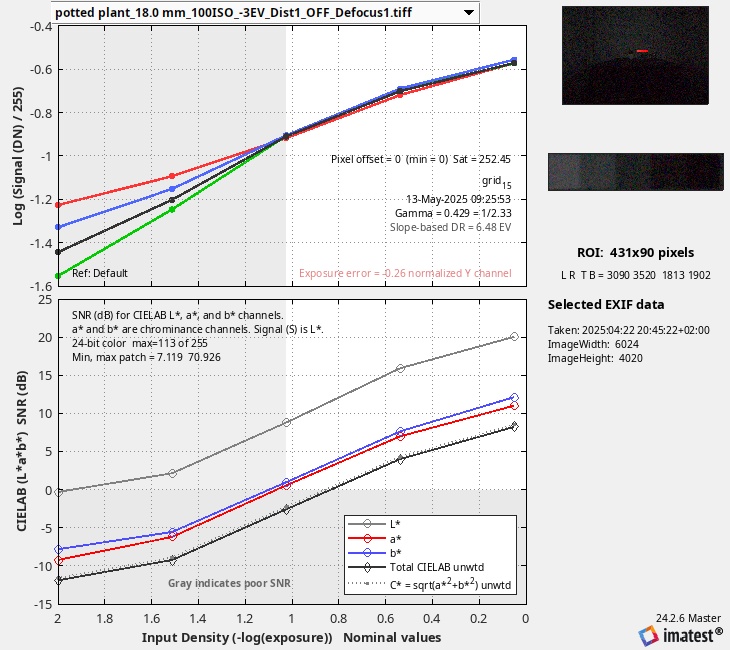 potted plant_18.0 mm_100ISO_-3EV_Dist1_OFF_Defocus1.tiff
-0.4
-0.6
-0.8
-1
-1.2
-1.4
-1.6
Log (Signal (DN) / 255)
Pixel offset = 0 (min = 0) Sat = 252.45
grid15
13-May-2025 09:25:53
Gamma = 0.429 = 1/2.33
Slope-based DR = 6.48 EV
Ref: Default
Exposure error = -0.26 normalized Y channel
ROI: 431x90 pixels
L R T B = 3090 3520 1813 1902
Selected EXIF data
Taken: 2025:04:22 20:45:22+02:00
ImageWidth: 6024
ImageHeight: 4020
25
20
15
10
5
0
-5
-10
-15
CIELAB (L*a*b*) SNR (dB)
SNR (dB) for CIELAB L*, a*, and b* channels.
a* and b* are chrominance channels. Signal (S) is L*.
24-bit color max=113 of 255
Min, max patch = 7.119 70.926
L*
a*
b*
Total CIELAB unwtd
C* = sqrt(a*2+b*2) unwtd
Gray indicates poor SNR
2 1.8 1.6 1.4 1.2 1 0.8 0.6 0.4 0.2 0
Input Density (-log(exposure)) Nominal values
24.2.6 Master
imatest®